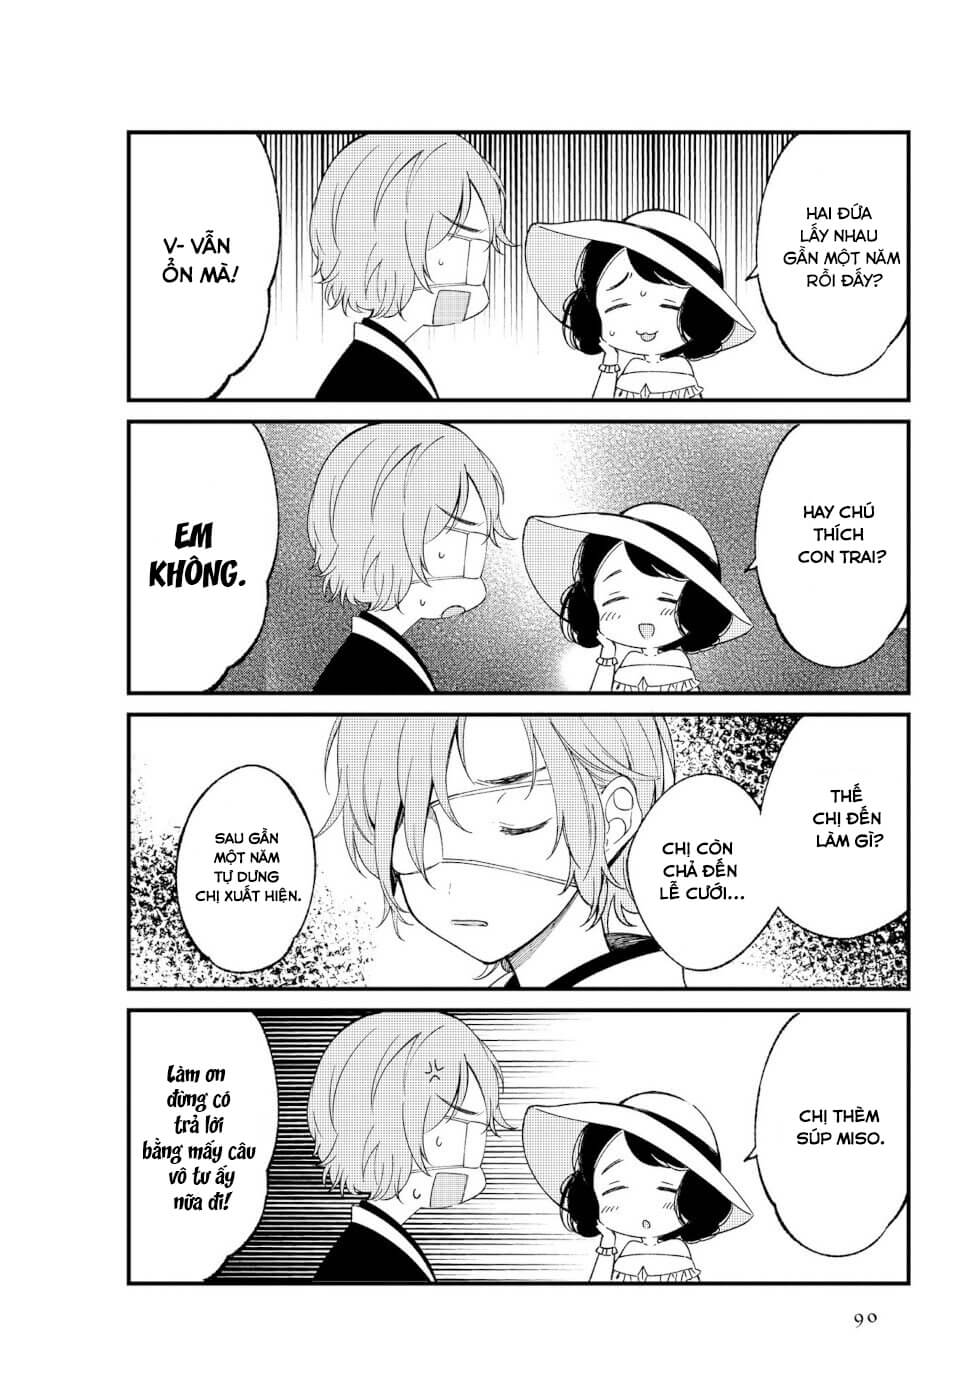 HAI ĐỨA
LẤY NHAU
GẦN MỘT NĂM
RỒI ĐẤY?
V- VẪN
ỔN MÀ!
HAY CHÚ
THÍCH
CON TRAI?
EM
KHÔNG.
THẾ
CHỊ ĐẾN
LÀM GÌ?
CHỊ CÒN
CHẢ ĐẾN
LỄ CƯỚI...
SAU GẦN
MỘT NĂM
TỰ DƯNG
CHỊ XUẤT HIỆN.
CHỊ THÈM
SÚP MISO.
Làm ơn
đừng có
trả lời
bằng mấy câu
vô tư ấy
nữa đi!
90